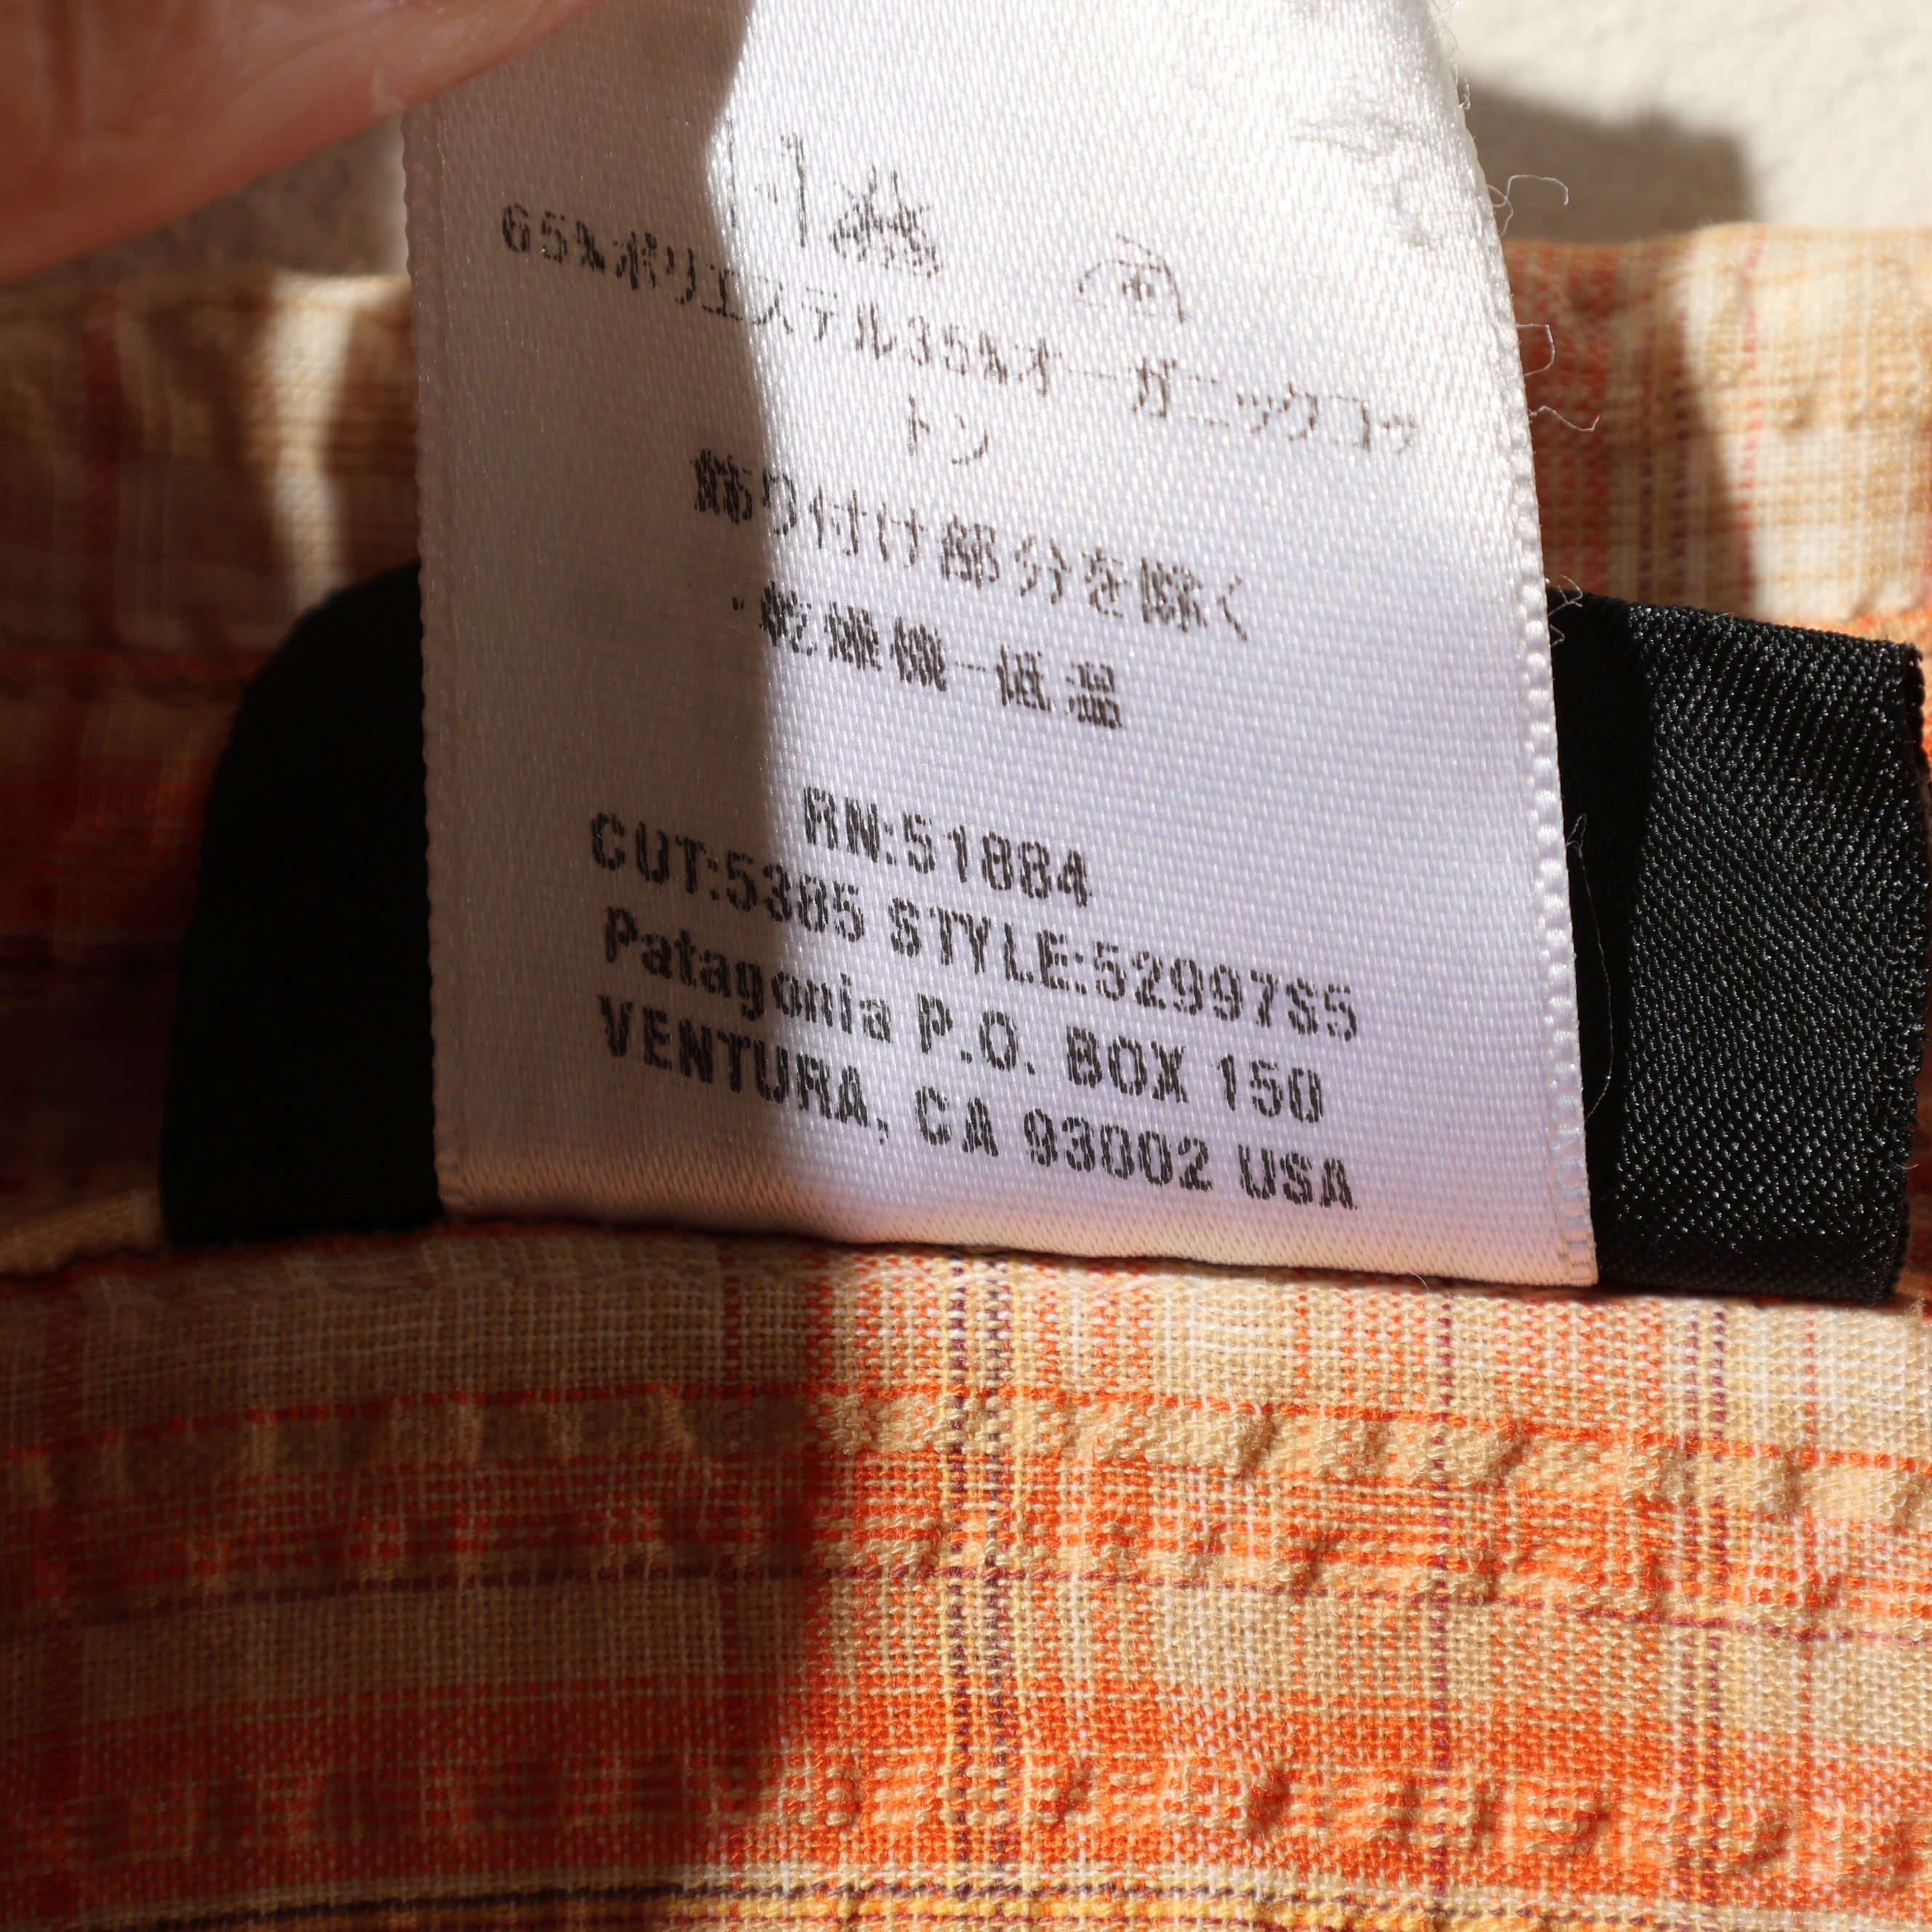 65%ポリエステル35%オーガニックコッ
トン
飾り付け部分を除く
・乾燥機-低温
RN:51884
CUT:5385 STYLE:52997S5
Patagonia P.O. BOX 150
VENTURA, CA 93002 USA